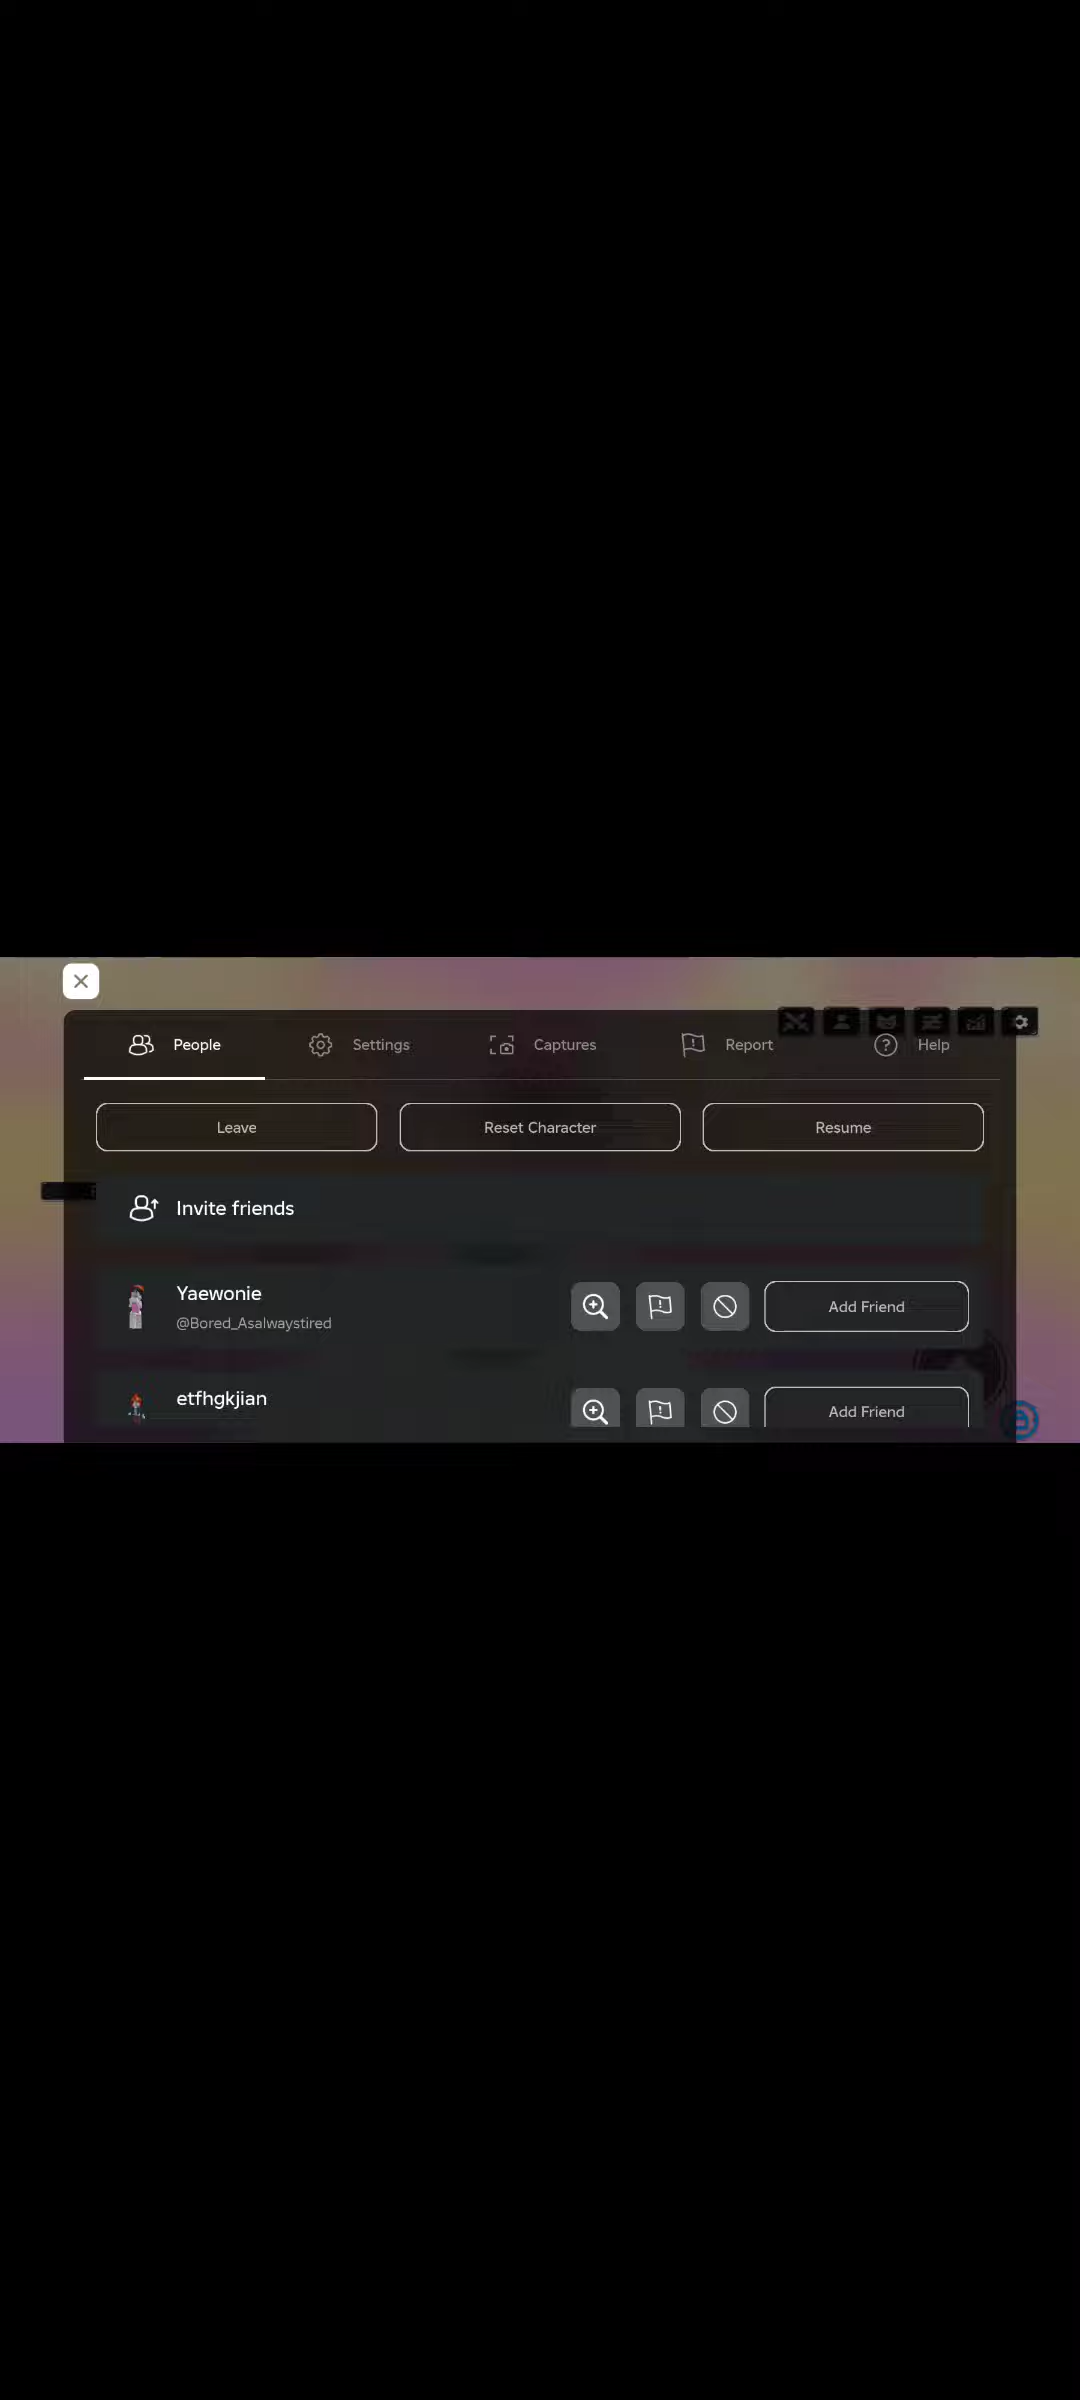 People
Settings
Captures
Report
Help
Leave
Reset Character
Resume
Invite friends
Yaewonie
@Bored_Asalwaystired
Add Friend
etfhgkjian
Add Friend